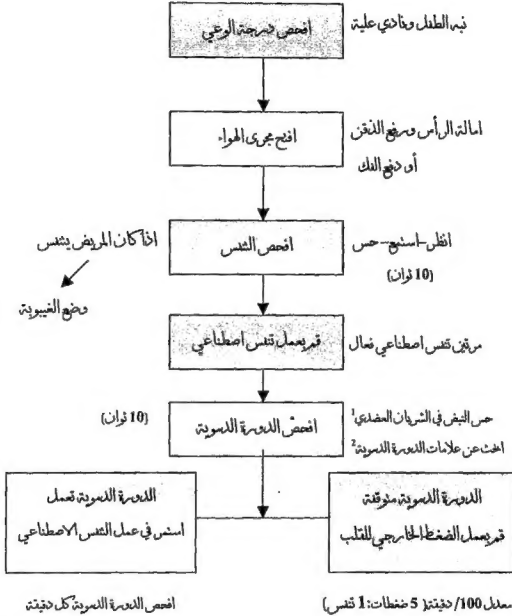 افحص درجة الوعي
نبه الطفل ونادي علية
افتح مجرى الهواء
امالة الرأس ورفع الذقن
أو دفع الفك
افحص التنفس
انظر-استمع-حس
(10 ثوان)
اذا كان المريض يتنفس
وضع الغيبوبة
قم بعمل تنفس اصطناعي
مرتين تنفس اصطناعي فعال
افحص الدورة الدموية
حس النبض في الشريان العضدي1
ابحث عن علامات الدورة الدموية2
(10 ثوان)
الدورة الدموية متوقفة
قم بعمل الضغط الخارجي للقلب
الدورة الدموية تعمل
استمر في عمل التنفس الاصطناعي
بمعدل 100/دقيقة (5 ضغطات:1 تنفس)
افحص الدورة الدموية كل دقيقة